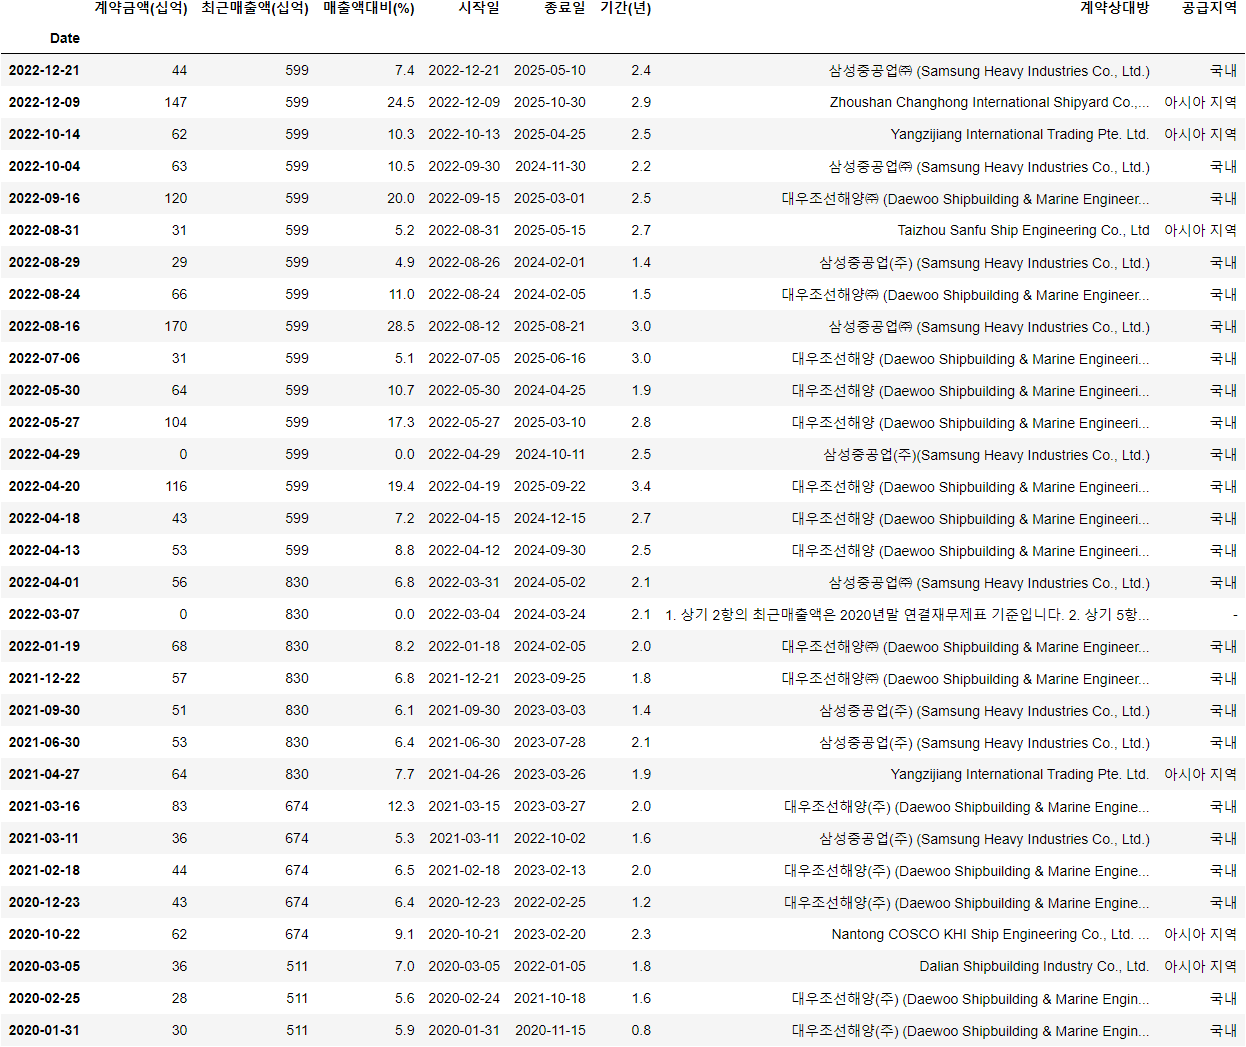 계약금액(십억) 최근매출액(십억) 매출액대비(%) 시작일 종료일 기간(년) 계약상대방 공급지역
Date
2022-12-21 44 599 7.4 2022-12-21 2025-05-10 2.4 삼성중공업㈜ (Samsung Heavy Industries Co., Ltd.) 국내
2022-12-09 147 599 24.5 2022-12-09 2025-10-30 2.9 Zhoushan Changhong International Shipyard Co.,... 아시아 지역
2022-10-14 62 599 10.3 2022-10-13 2025-04-25 2.5 Yangzijiang International Trading Pte. Ltd. 아시아 지역
2022-10-04 63 599 10.5 2022-09-30 2024-11-30 2.2 삼성중공업㈜ (Samsung Heavy Industries Co., Ltd.) 국내
2022-09-16 120 599 20.0 2022-09-15 2025-03-01 2.5 대우조선해양㈜ (Daewoo Shipbuilding & Marine Engineer... 국내
2022-08-31 31 599 5.2 2022-08-31 2025-05-15 2.7 Taizhou Sanfu Ship Engineering Co., Ltd 아시아 지역
2022-08-29 29 599 4.9 2022-08-26 2024-02-01 1.4 삼성중공업(주) (Samsung Heavy Industries Co., Ltd.) 국내
2022-08-24 66 599 11.0 2022-08-24 2024-02-05 1.5 대우조선해양㈜ (Daewoo Shipbuilding & Marine Engineer... 국내
2022-08-16 170 599 28.5 2022-08-12 2025-08-21 3.0 삼성중공업㈜ (Samsung Heavy Industries Co., Ltd.) 국내
2022-07-06 31 599 5.1 2022-07-05 2025-06-16 3.0 대우조선해양 (Daewoo Shipbuilding & Marine Engineeri... 국내
2022-05-30 64 599 10.7 2022-05-30 2024-04-25 1.9 대우조선해양 (Daewoo Shipbuilding & Marine Engineeri... 국내
2022-05-27 104 599 17.3 2022-05-27 2025-03-10 2.8 대우조선해양 (Daewoo Shipbuilding & Marine Engineeri... 국내
2022-04-29 0 599 0.0 2022-04-29 2024-10-11 2.5 삼성중공업(주)(Samsung Heavy Industries Co., Ltd.) 국내
2022-04-20 116 599 19.4 2022-04-19 2025-09-22 3.4 대우조선해양 (Daewoo Shipbuilding & Marine Engineeri... 국내
2022-04-18 43 599 7.2 2022-04-15 2024-12-15 2.7 대우조선해양 (Daewoo Shipbuilding & Marine Engineeri... 국내
2022-04-13 53 599 8.8 2022-04-12 2024-09-30 2.5 대우조선해양 (Daewoo Shipbuilding & Marine Engineeri... 국내
2022-04-01 56 830 6.8 2022-03-31 2024-05-02 2.1 삼성중공업㈜ (Samsung Heavy Industries Co., Ltd.) 국내
2022-03-07 0 830 0.0 2022-03-04 2024-03-24 2.1 1. 상기 2항의 최근매출액은 2020년말 연결재무제표 기준입니다. 2. 상기 5항... -
2022-01-19 68 830 8.2 2022-01-18 2024-02-05 2.0 대우조선해양㈜ (Daewoo Shipbuilding & Marine Engineer... 국내
2021-12-22 57 830 6.8 2021-12-21 2023-09-25 1.8 대우조선해양㈜ (Daewoo Shipbuilding & Marine Engineer... 국내
2021-09-30 51 830 6.1 2021-09-30 2023-03-03 1.4 삼성중공업(주) (Samsung Heavy Industries Co., Ltd.) 국내
2021-06-30 53 830 6.4 2021-06-30 2023-07-28 2.1 삼성중공업(주) (Samsung Heavy Industries Co., Ltd.) 국내
2021-04-27 64 830 7.7 2021-04-26 2023-03-26 1.9 Yangzijiang International Trading Pte. Ltd. 아시아 지역
2021-03-16 83 674 12.3 2021-03-15 2023-03-27 2.0 대우조선해양(주) (Daewoo Shipbuilding & Marine Engine... 국내
2021-03-11 36 674 5.3 2021-03-11 2022-10-02 1.6 삼성중공업(주) (Samsung Heavy Industries Co., Ltd.) 국내
2021-02-18 44 674 6.5 2021-02-18 2023-02-13 2.0 대우조선해양(주) (Daewoo Shipbuilding & Marine Engine... 국내
2020-12-23 43 674 6.4 2020-12-23 2022-02-25 1.2 대우조선해양(주) (Daewoo Shipbuilding & Marine Engine... 국내
2020-10-22 62 674 9.1 2020-10-21 2023-02-20 2.3 Nantong COSCO KHI Ship Engineering Co., Ltd. ... 아시아 지역
2020-03-05 36 511 7.0 2020-03-05 2022-01-05 1.8 Dalian Shipbuilding Industry Co., Ltd. 아시아 지역
2020-02-25 28 511 5.6 2020-02-24 2021-10-18 1.6 대우조선해양(주) (Daewoo Shipbuilding & Marine Engin... 국내
2020-01-31 30 511 5.9 2020-01-31 2020-11-15 0.8 대우조선해양(주) (Daewoo Shipbuilding & Marine Engin... 국내